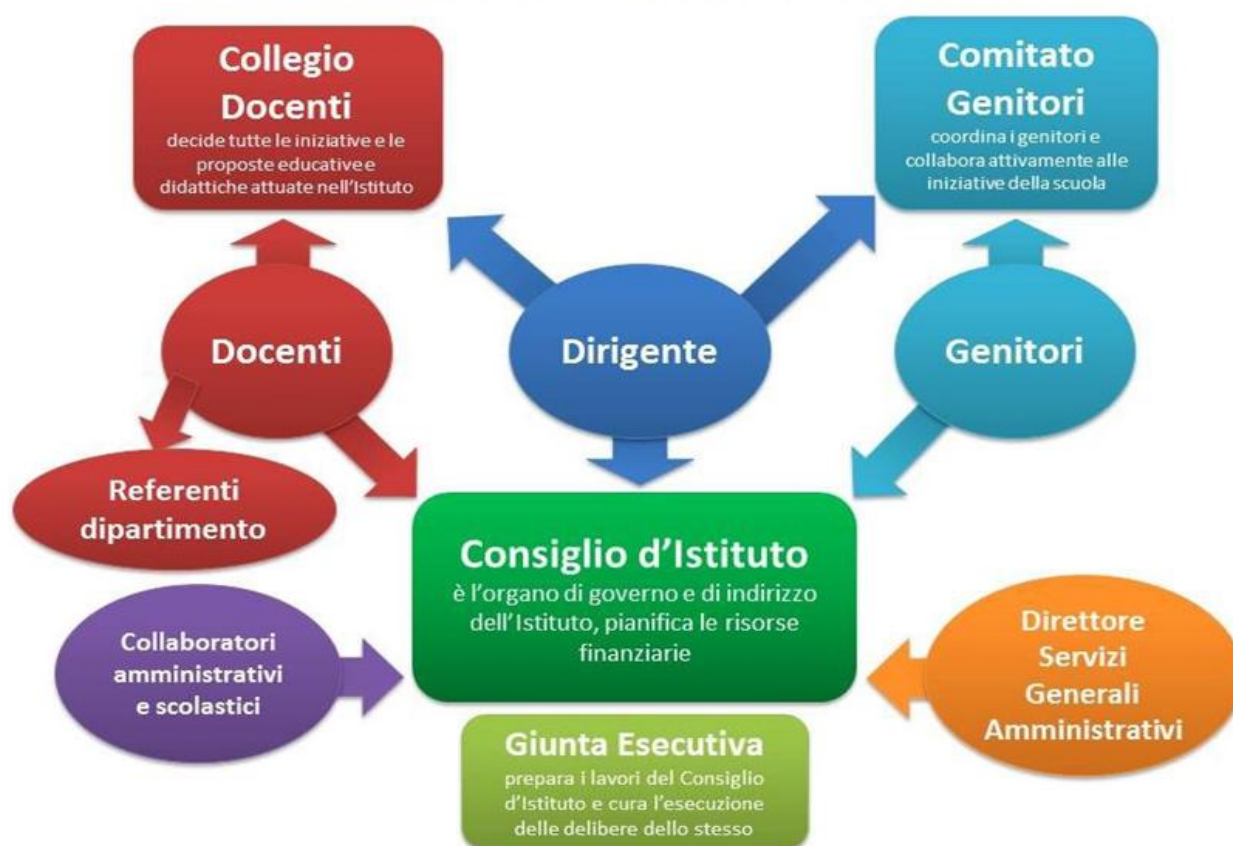 Collegio
Docenti
decide tutte le iniziative e le
proposte educative e
didattiche attuate nell'Istituto
Comitato
Genitori
coordina i genitori e
collabora attivamente alle
iniziative della scuola
Docenti
Dirigente
Genitori
Referenti
dipartimento
Consiglio d'Istituto
è l'organo di governo e di indirizzo
dell'Istituto, pianifica le risorse
finanziarie
Collaboratori
amministrativi
e scolastici
Direttore
Servizi
Generali
Amministrativi
Giunta Esecutiva
prepara i lavori del Consiglio
d'Istituto e cura l'esecuzione
delle delibere dello stesso